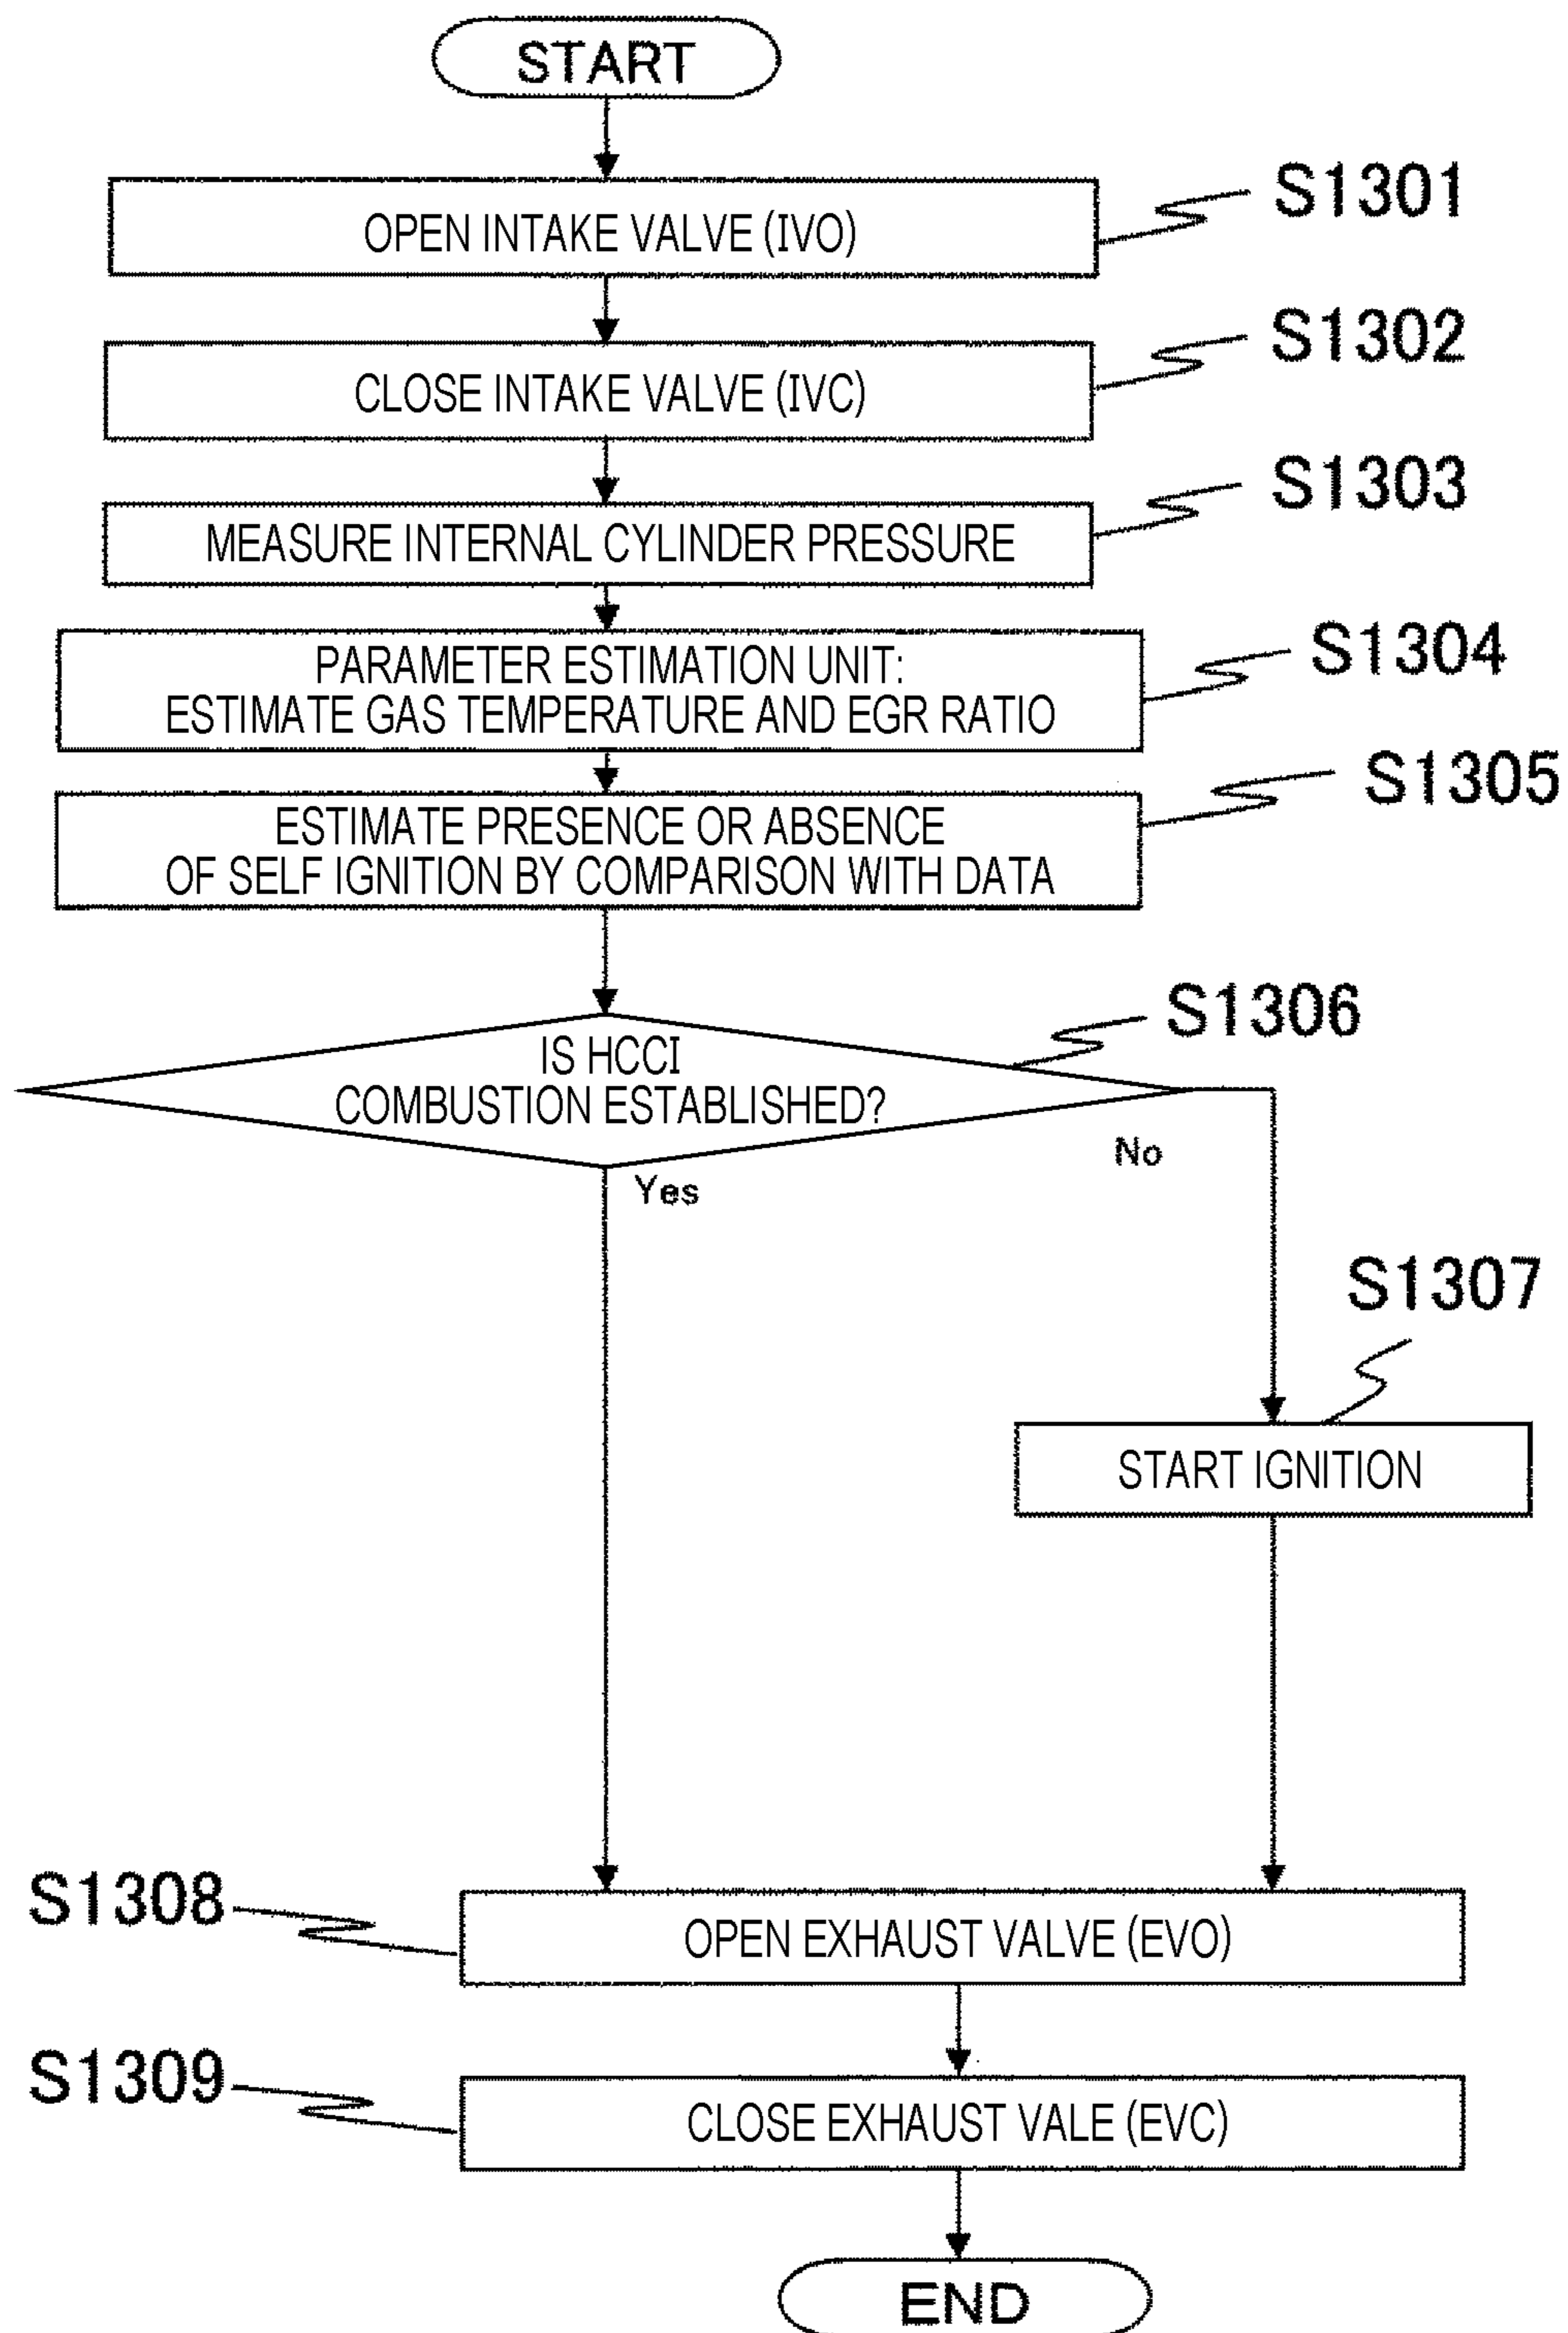 START
OPEN INTAKE VALVE (IVO)
S1301
CLOSE INTAKE VALVE (IVC)
S1302
MEASURE INTERNAL CYLINDER PRESSURE
S1303
PARAMETER ESTIMATION UNIT:
ESTIMATE GAS TEMPERATURE AND EGR RATIO
S1304
ESTIMATE PRESENCE OR ABSENCE
OF SELF IGNITION BY COMPARISON WITH DATA
S1305
IS HCCI
COMBUSTION ESTABLISHED?
S1306
No
Yes
S1307
START IGNITION
S1308
OPEN EXHAUST VALVE (EVO)
S1309
CLOSE EXHAUST VALE (EVC)
END